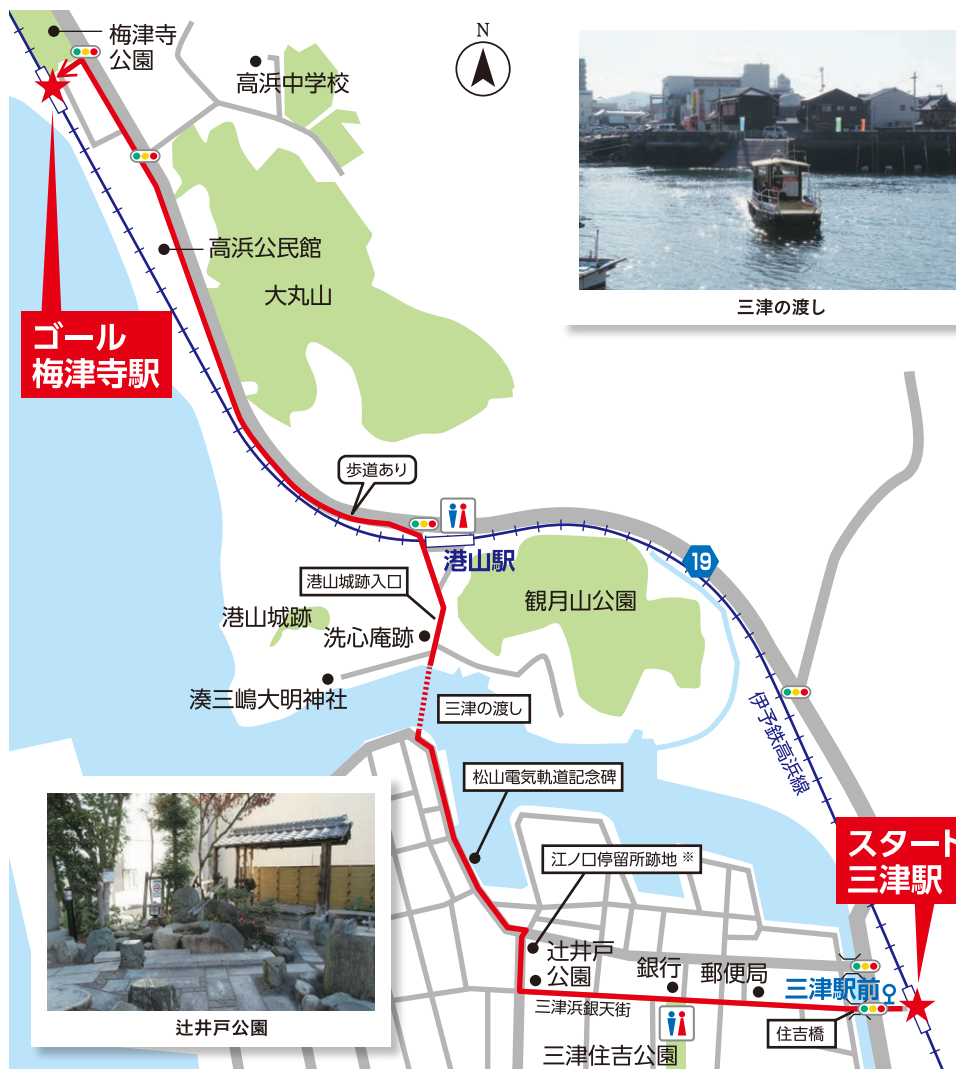 梅津寺
公園
高浜中学校
N
高浜公民館
大丸山
三津の渡し
ゴール
梅津寺駅
歩道あり
港山駅
19
港山城跡入口
観月山公園
港山城跡
洗心庵跡
湊三嶋大明神社
三津の渡し
伊予鉄高浜線
松山電気軌道記念碑
スタート
三津駅
江ノ口停留所跡地※
辻井戸
公園
銀行
郵便局
三津駅前
三津浜銀天街
住吉橋
三津住吉公園
辻井戸公園